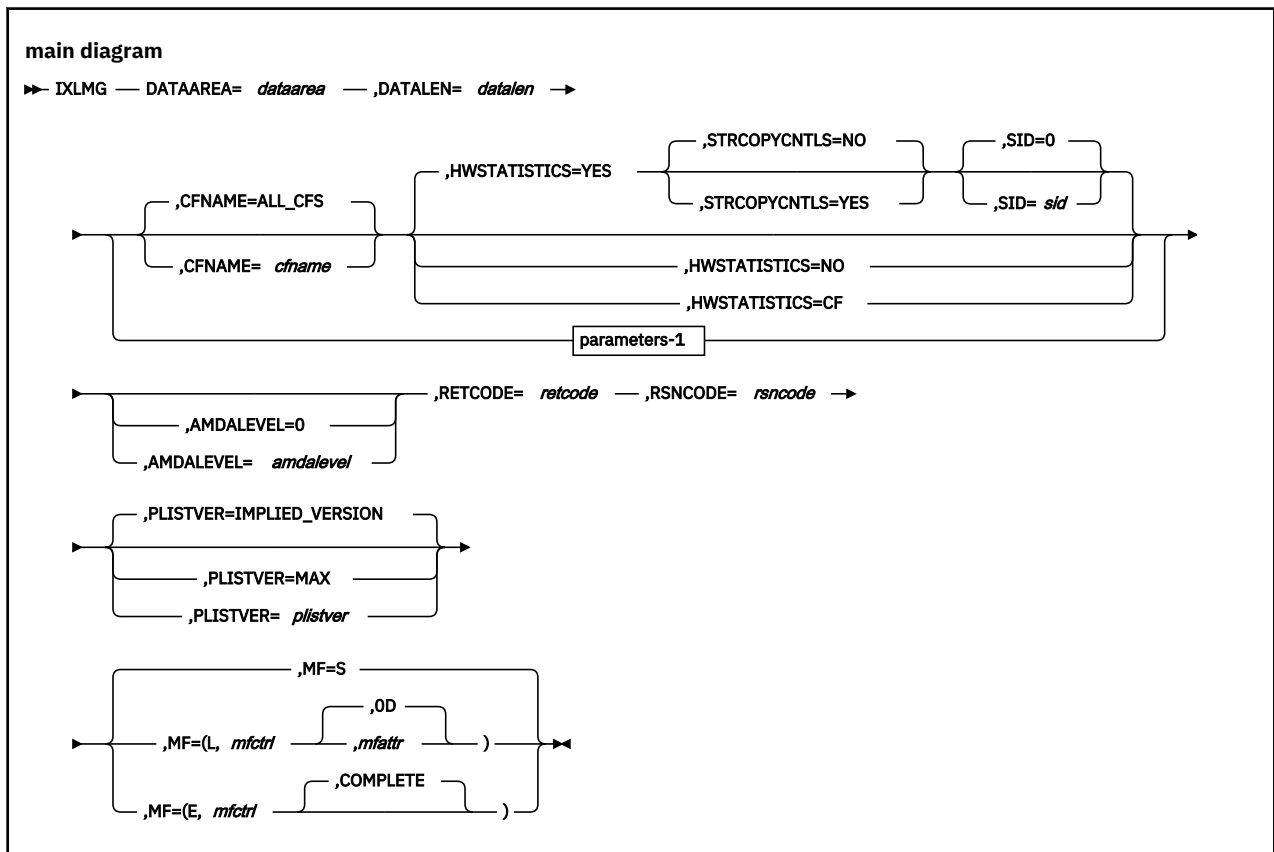 main diagram
IXLMG DATAAREA= dataarea ,DATALEN= datalen
,STRCOPYCNTLS=NO ,SID=0
,HWSTATISTICS=YES
,CFNAME=ALL_CFS ,STRCOPYCNTLS=YES ,SID= sid
,CFNAME= cfname ,HWSTATISTICS=NO
,HWSTATISTICS=CF
parameters-1
,RETCODE= retcode ,RSNCODE= rsncode
,AMDALEVEL=0
,AMDALEVEL= amdalevel
,PLISTVER=IMPLIED_VERSION
,PLISTVER=MAX
,PLISTVER= plistver
,MF=S
,0D
,MF=(L, mfctrl ,mfattr )
,COMPLETE
,MF=(E, mfctrl )